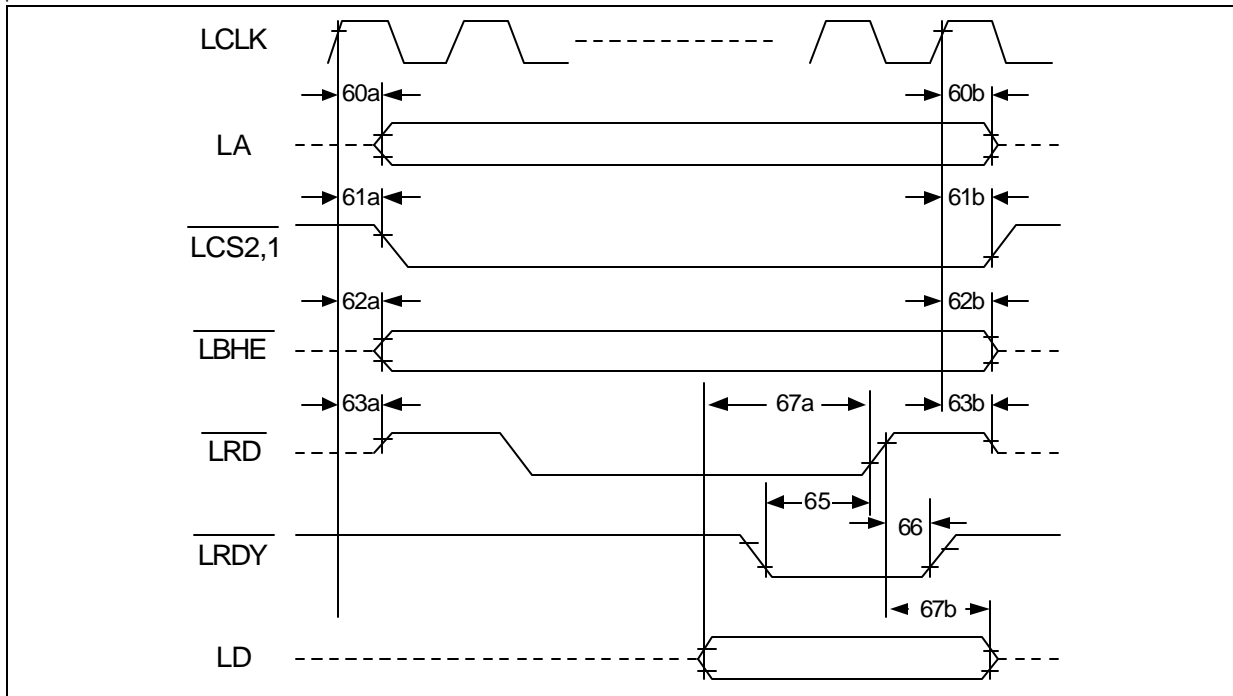 LCLK
60a 60b
LA
61a 61b
LCS2,1
62a 62b
LBHE
63a 67a 63b
LRD
65
66
LRDY
67b
LD